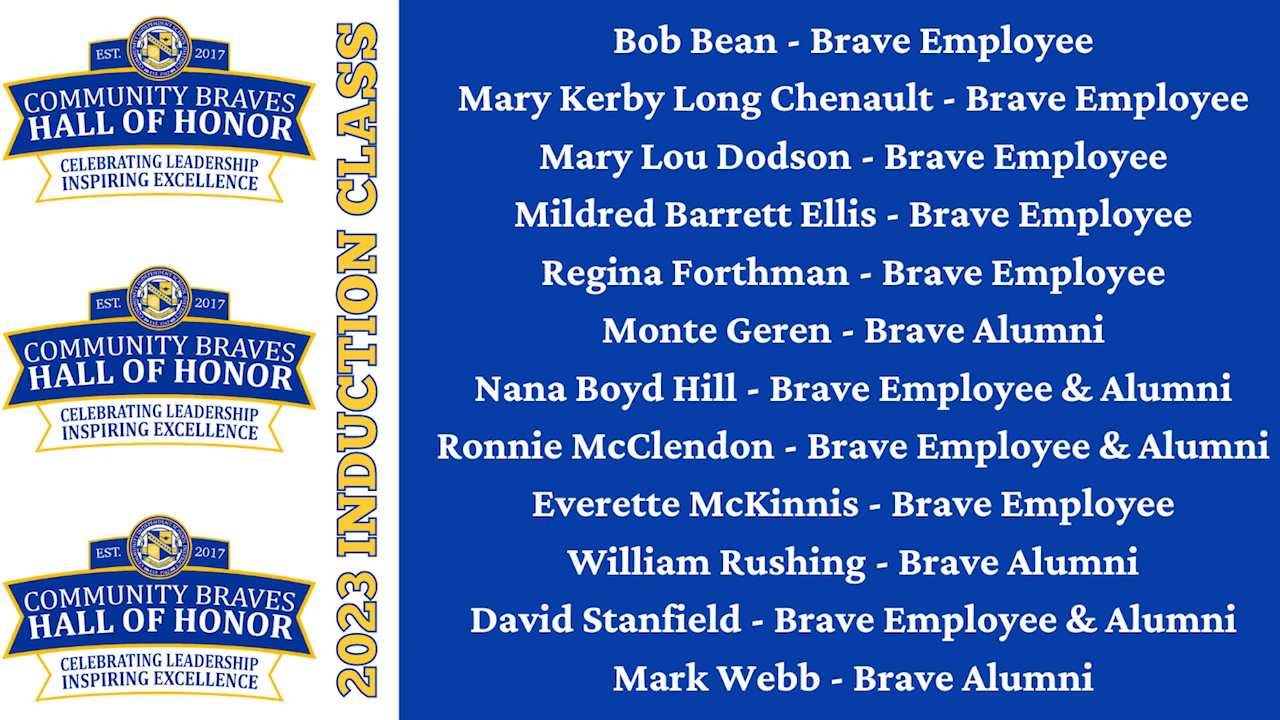 EST. 2017
COMMUNITY BRAVES
HALL OF HONOR
CELEBRATING LEADERSHIP
INSPIRING EXCELLENCE
EST. 2017
COMMUNITY BRAVES
HALL OF HONOR
CELEBRATING LEADERSHIP
INSPIRING EXCELLENCE
EST. 2017
COMMUNITY BRAVES
HALL OF HONOR
CELEBRATING LEADERSHIP
INSPIRING EXCELLENCE
2023 INDUCTION CLASS
Bob Bean - Brave Employee
Mary Kerby Long Chenault - Brave Employee
Mary Lou Dodson - Brave Employee
Mildred Barrett Ellis - Brave Employee
Regina Forthman - Brave Employee
Monte Geren - Brave Alumni
Nana Boyd Hill - Brave Employee & Alumni
Ronnie McClendon - Brave Employee & Alumni
Everette McKinnis - Brave Employee
William Rushing - Brave Alumni
David Stanfield - Brave Employee & Alumni
Mark Webb - Brave Alumni